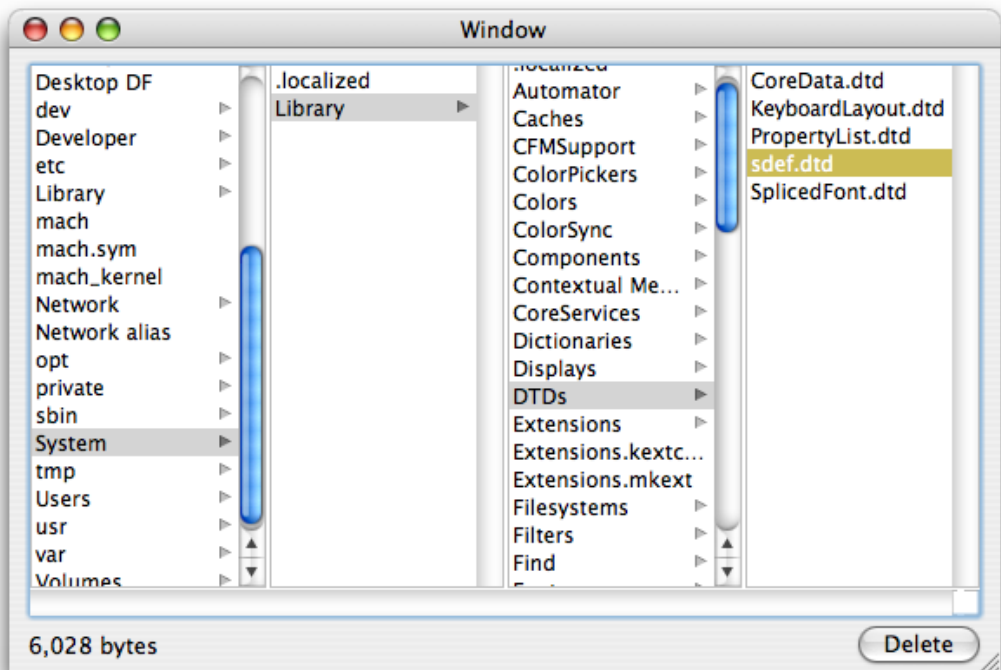 Window
Desktop DF
dev
Developer
etc
Library
mach
mach.sym
mach_kernel
Network
Network alias
opt
private
sbin
System
tmp
Users
usr
var
Volumes
.localized
Library
.localized
Automator
Caches
CFMSupport
ColorPickers
Colors
ColorSync
Components
Contextual Me...
CoreServices
Dictionaries
Displays
DTDs
Extensions
Extensions.kextc...
Extensions.mkext
Filesystems
Filters
Find
CoreData.dtd
KeyboardLayout.dtd
PropertyList.dtd
sdef.dtd
SplicedFont.dtd
6,028 bytes
Delete